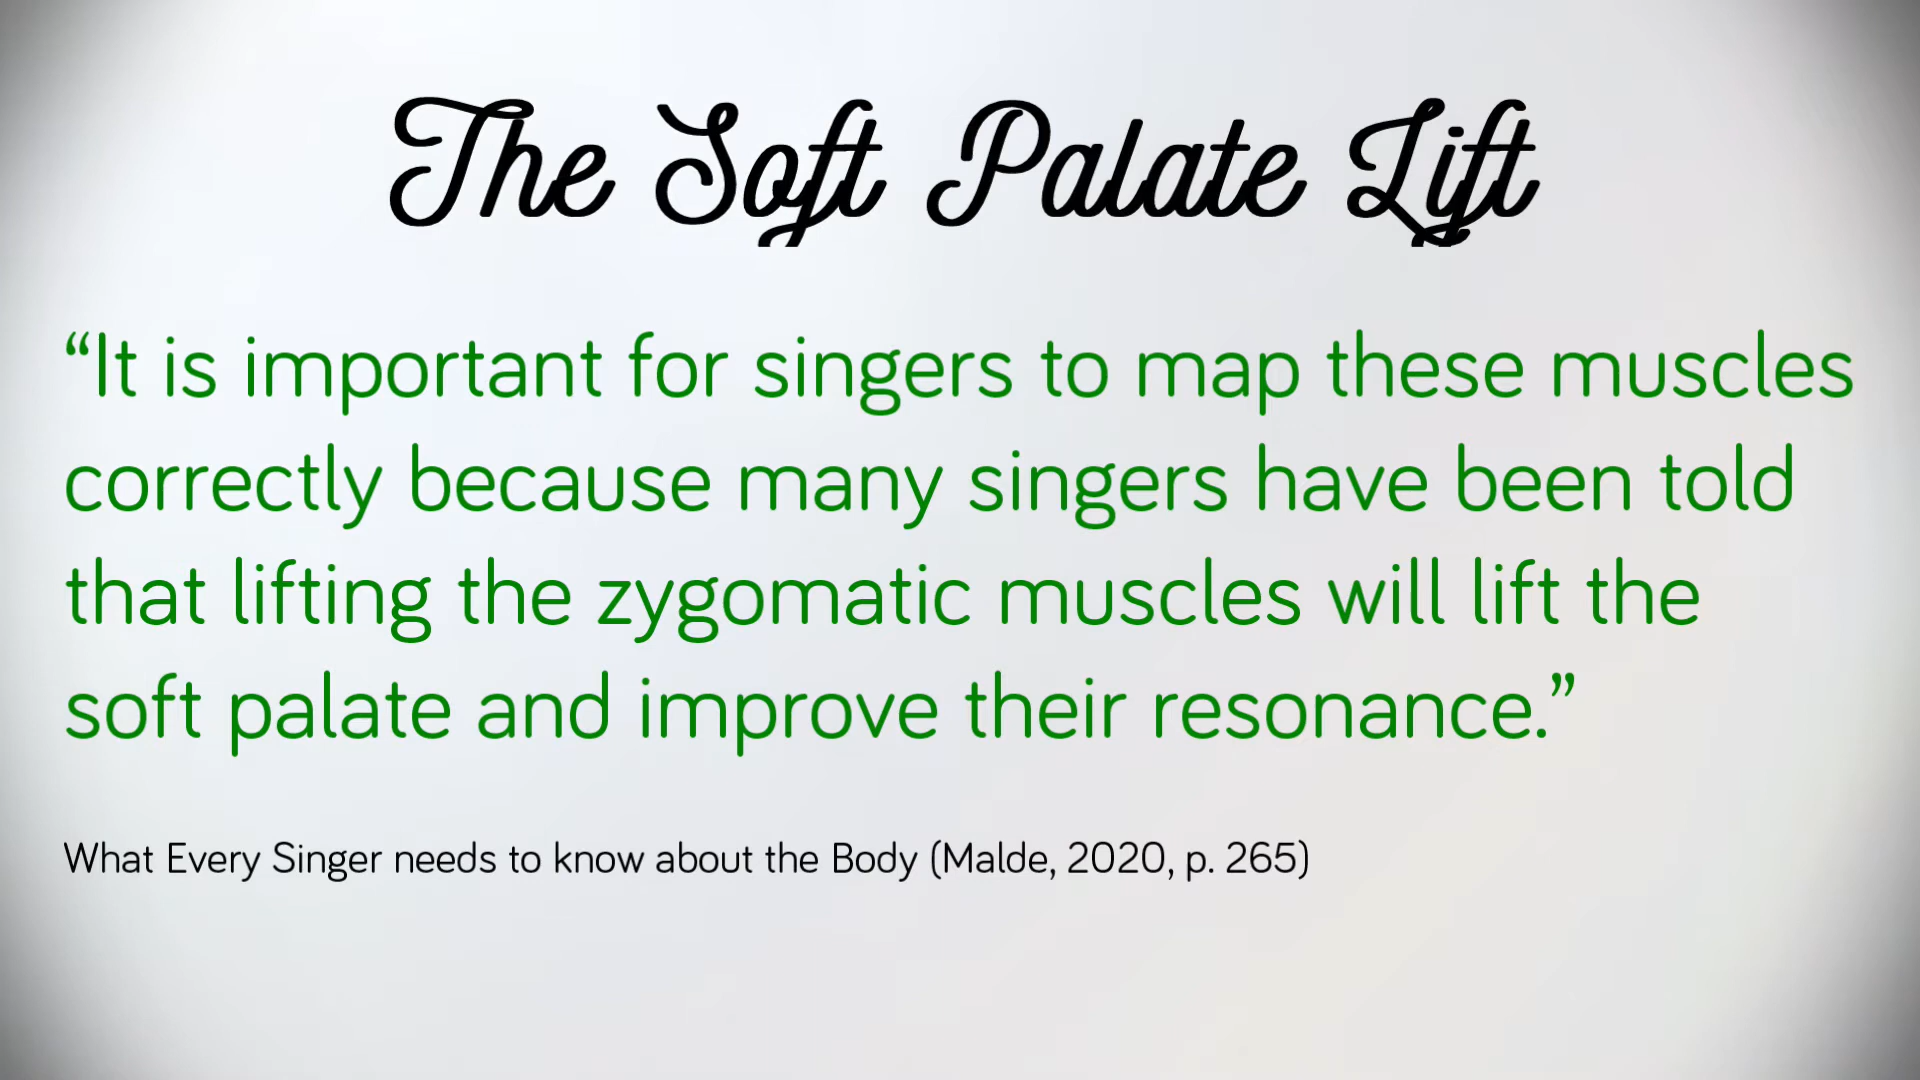 The Soft Palate Lift
“It is important for singers to map these muscles
correctly because many singers have been told
that lifting the zygomatic muscles will lift the
soft palate and improve their resonance.”
What Every Singer needs to know about the Body (Malde, 2020, p. 265)